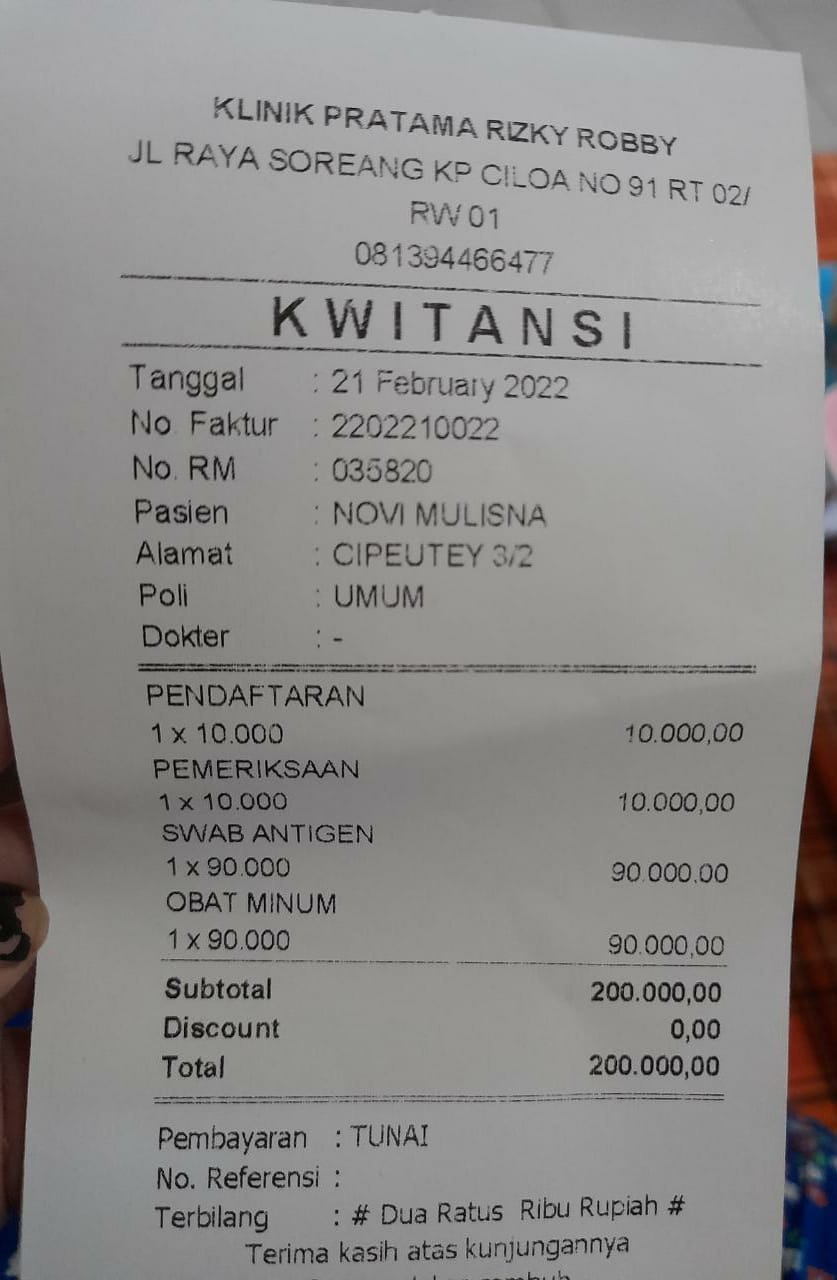 KLINIK PRATAMA RIZKY ROBBY
JL RAYA SOREANG KP CILOA NO 91 RT 02/
RW 01
081394466477
KWITANSI
Tanggal : 21 February 2022
No. Faktur : 2202210022
No. RM : 035820
Pasien : NOVI MULISNA
Alamat : CIPEUTEY 3/2
Poli : UMUM
Dokter : -
PENDAFTARAN
1 x 10.000 10.000,00
PEMERIKSAAN
1 x 10.000 10.000,00
SWAB ANTIGEN
1 x 90.000 90.000,00
OBAT MINUM
1 x 90.000 90.000,00
Subtotal 200.000,00
Discount 0,00
Total 200.000,00
Pembayaran : TUNAI
No. Referensi :
Terbilang : # Dua Ratus Ribu Rupiah #
Terima kasih atas kunjungannya